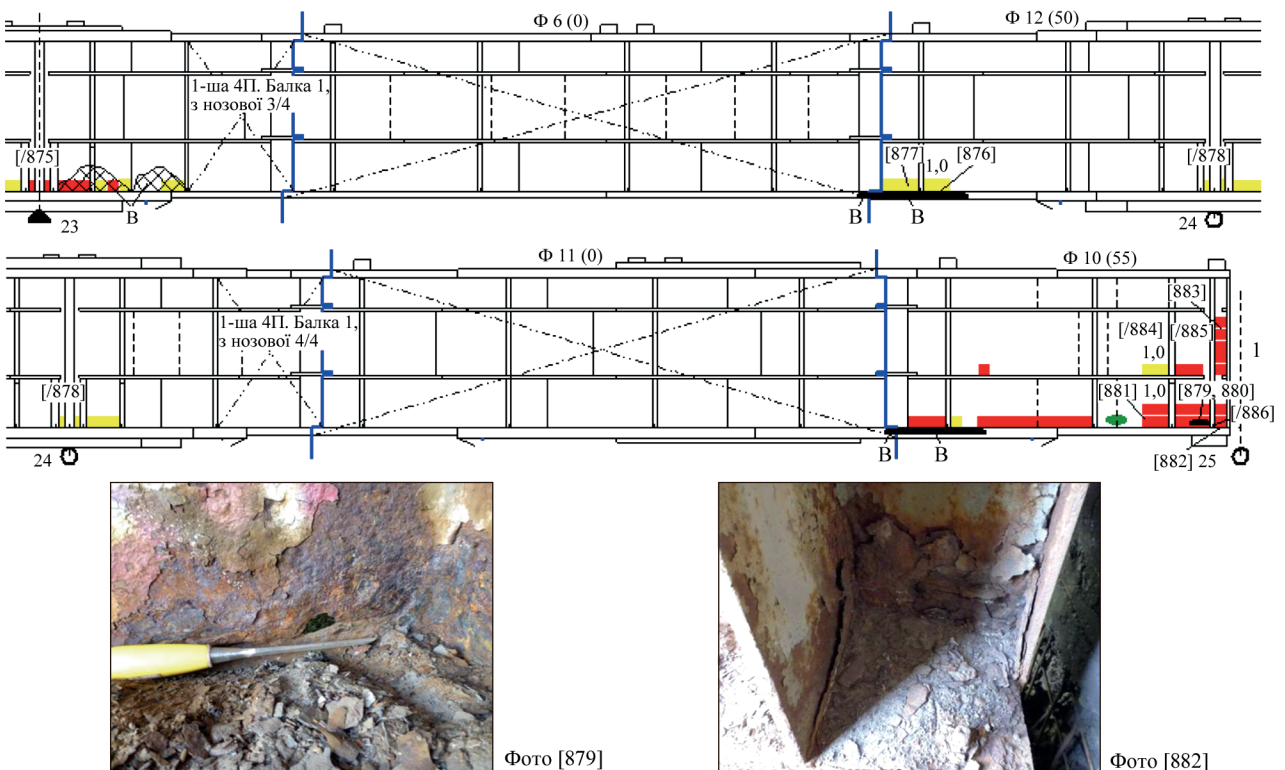 Ф 6 (0)
Ф 12 (50)
1-ша 4П. Балка 1,
з нозової 3/4
[/875]
[877]
1,0
[876]
[/878]
В
В
В
23
24
Ф 11 (0)
Ф 10 (55)
[883]
1-ша 4П. Балка 1,
з нозової 4/4
[/884]
[/885]
1,0
1
[/878]
[881] 1,0
[879, 880]
[/886]
В
В
24
[882] 25
Фото [879]
Фото [882]